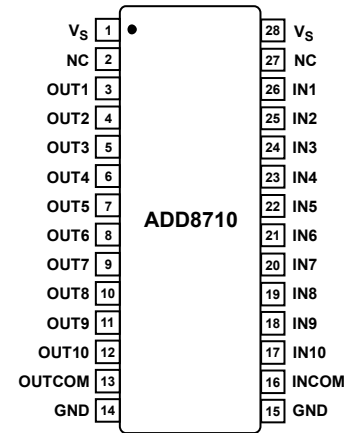 VS 1 28 VS
NC 2 27 NC
OUT1 3 26 IN1
OUT2 4 25 IN2
OUT3 5 24 IN3
OUT4 6 23 IN4
OUT5 7 22 IN5
ADD8710
OUT6 8 21 IN6
OUT7 9 20 IN7
OUT8 10 19 IN8
OUT9 11 18 IN9
OUT10 12 17 IN10
OUTCOM 13 16 INCOM
GND 14 15 GND